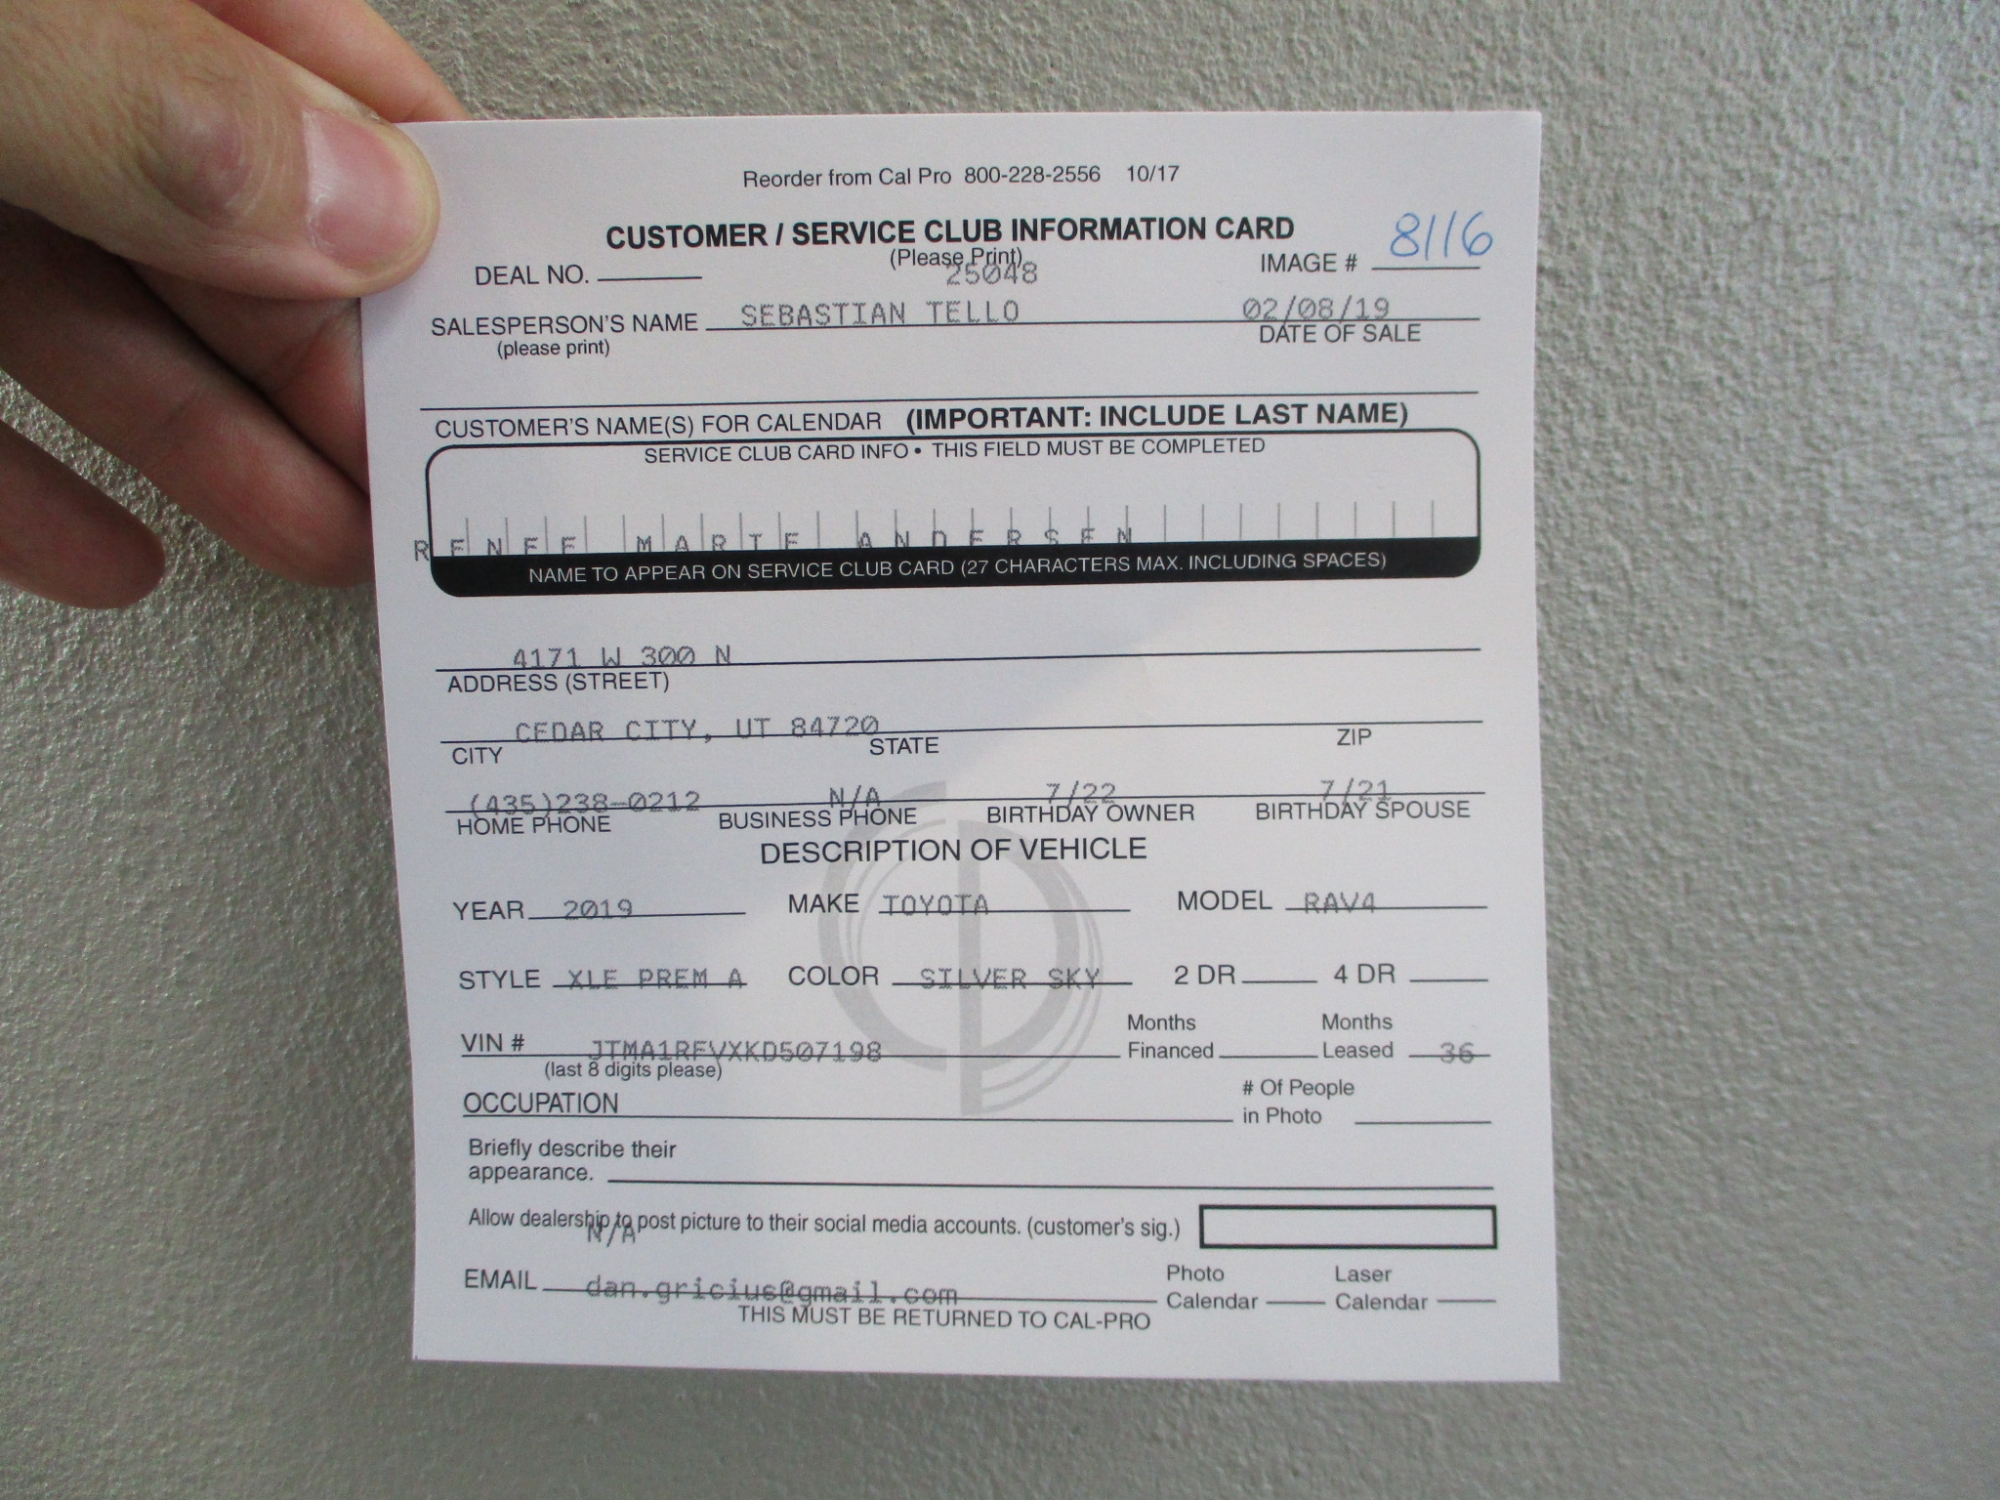 Reorder from Cal Pro 800-228-2556 10/17
CUSTOMER / SERVICE CLUB INFORMATION CARD
(Please Print)
DEAL NO. 25048 IMAGE # 8116
SALESPERSON'S NAME SEBASTIAN TELLO 02/08/19
(please print) DATE OF SALE
CUSTOMER'S NAME(S) FOR CALENDAR (IMPORTANT: INCLUDE LAST NAME)
SERVICE CLUB CARD INFO • THIS FIELD MUST BE COMPLETED
RENEE MARIE ANDERSEN
NAME TO APPEAR ON SERVICE CLUB CARD (27 CHARACTERS MAX. INCLUDING SPACES)
4171 W 300 N
ADDRESS (STREET)
CEDAR CITY, UT 84720
CITY STATE ZIP
(435)238-0212 N/A 7/22 7/21
HOME PHONE BUSINESS PHONE BIRTHDAY OWNER BIRTHDAY SPOUSE
DESCRIPTION OF VEHICLE
YEAR 2019 MAKE TOYOTA MODEL RAV4
STYLE XLE PREM A COLOR SILVER SKY 2 DR 4 DR
Months Months
VIN # JTMA1RFVXKD507198 Financed Leased 36
(last 8 digits please)
OCCUPATION # Of People
in Photo
Briefly describe their
appearance.
Allow dealership to post picture to their social media accounts. (customer's sig.)
N/A
EMAIL dan.gricius@gmail.com Photo Calendar Laser Calendar
THIS MUST BE RETURNED TO CAL-PRO